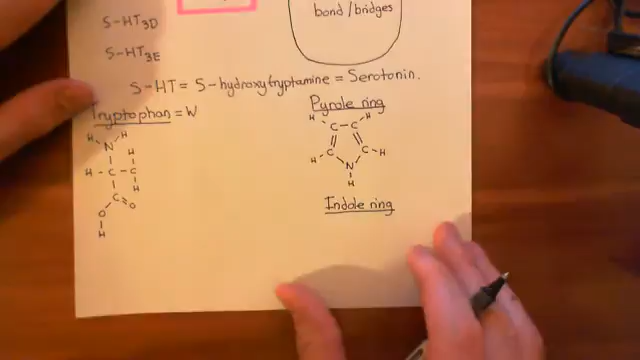 5-HT3D
5-HT3E
bond/bridges
5-HT = 5-hydroxytryptamine = Serotonin.
Tryptophan = W
Pyrole ring
H H
N H
H - C - C
H
C
O O
H
H H
C - C
H - C C - H
N
H
Indole ring